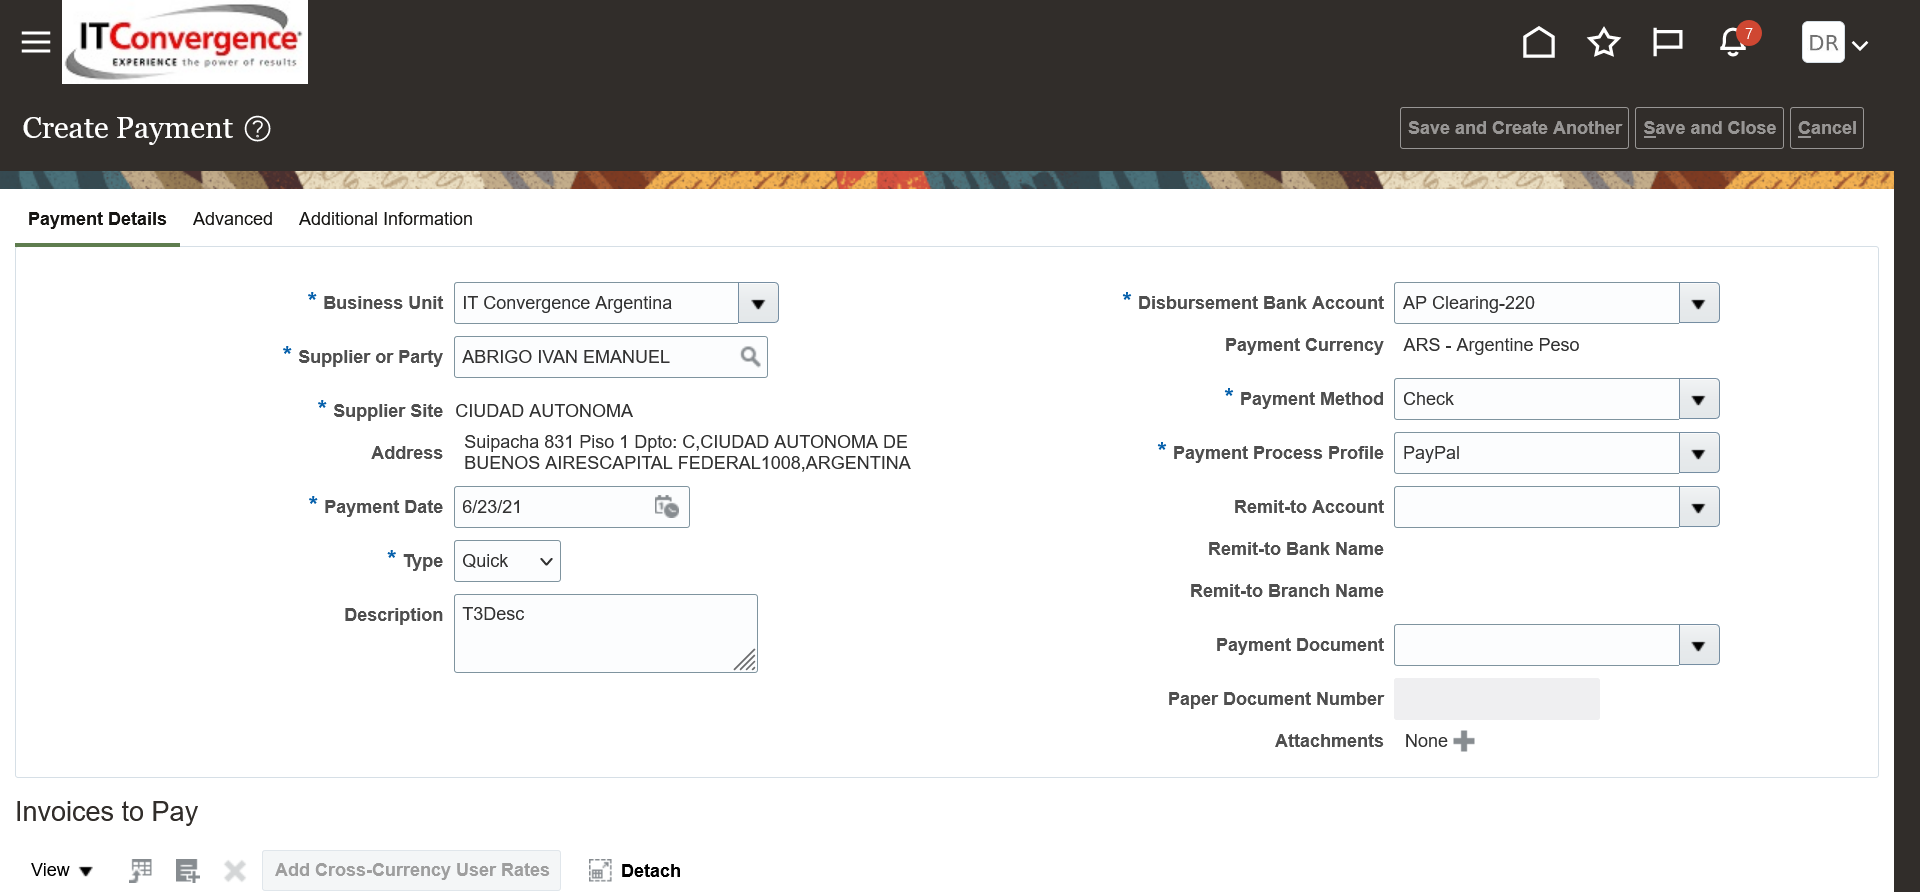 ITConvergence
EXPERIENCE the power of results
7
DR
Create Payment ?
Save and Create Another
Save and Close
Cancel
Payment Details
Advanced
Additional Information
* Business Unit IT Convergence Argentina
* Supplier or Party ABRIGO IVAN EMANUEL
* Supplier Site CIUDAD AUTONOMA
Address Suipacha 831 Piso 1 Dpto: C,CIUDAD AUTONOMA DE
BUENOS AIRESCAPITAL FEDERAL1008,ARGENTINA
* Payment Date 6/23/21
* Type Quick
Description T3Desc
* Disbursement Bank Account AP Clearing-220
Payment Currency ARS - Argentine Peso
* Payment Method Check
* Payment Process Profile PayPal
Remit-to Account
Remit-to Bank Name
Remit-to Branch Name
Payment Document
Paper Document Number
Attachments None
Invoices to Pay
View
Add Cross-Currency User Rates
Detach